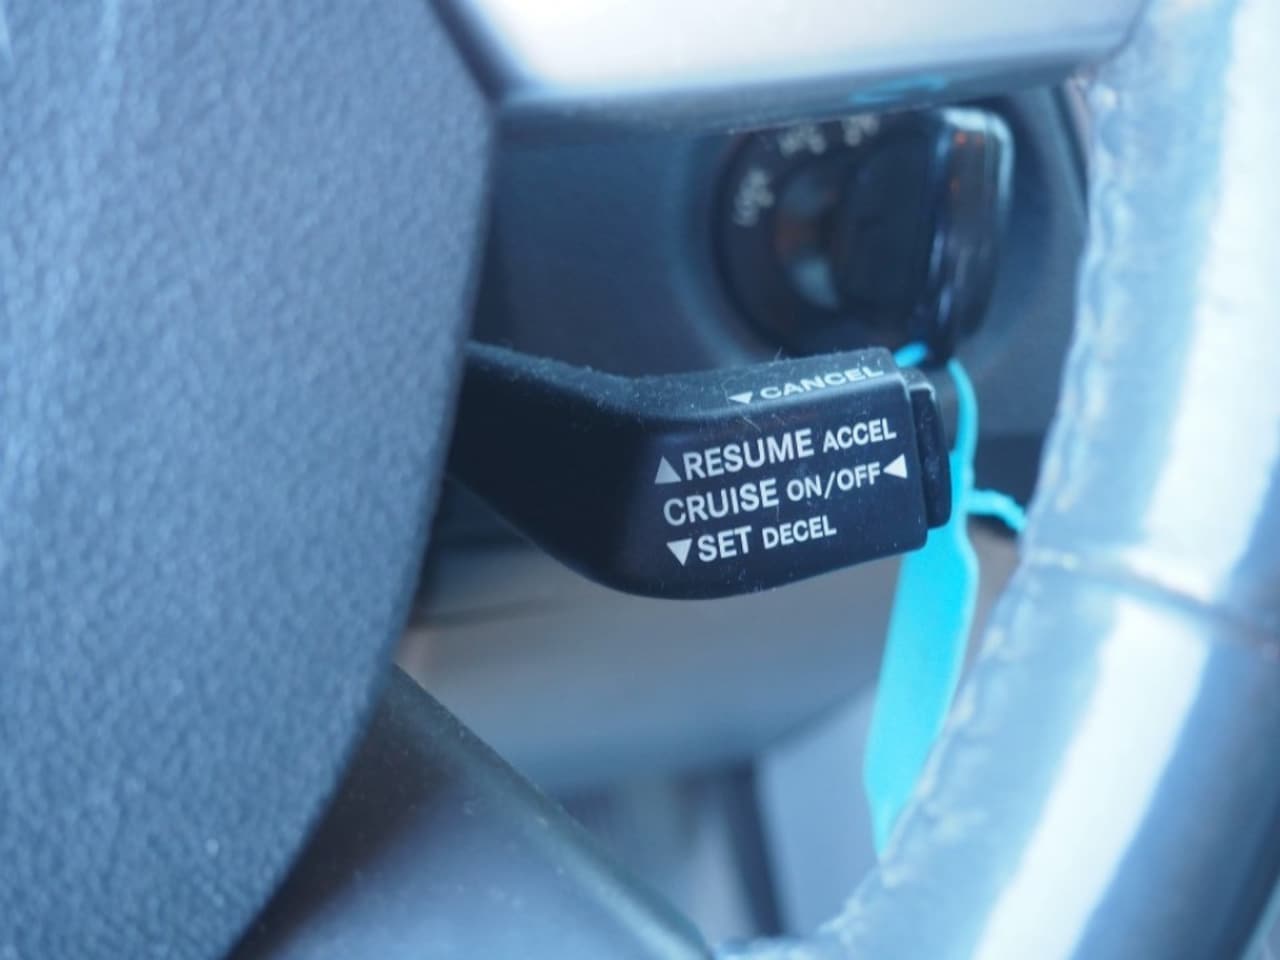 ▼CANCEL
▲RESUME ACCEL
CRUISE ON/OFF◀
▼SET DECEL